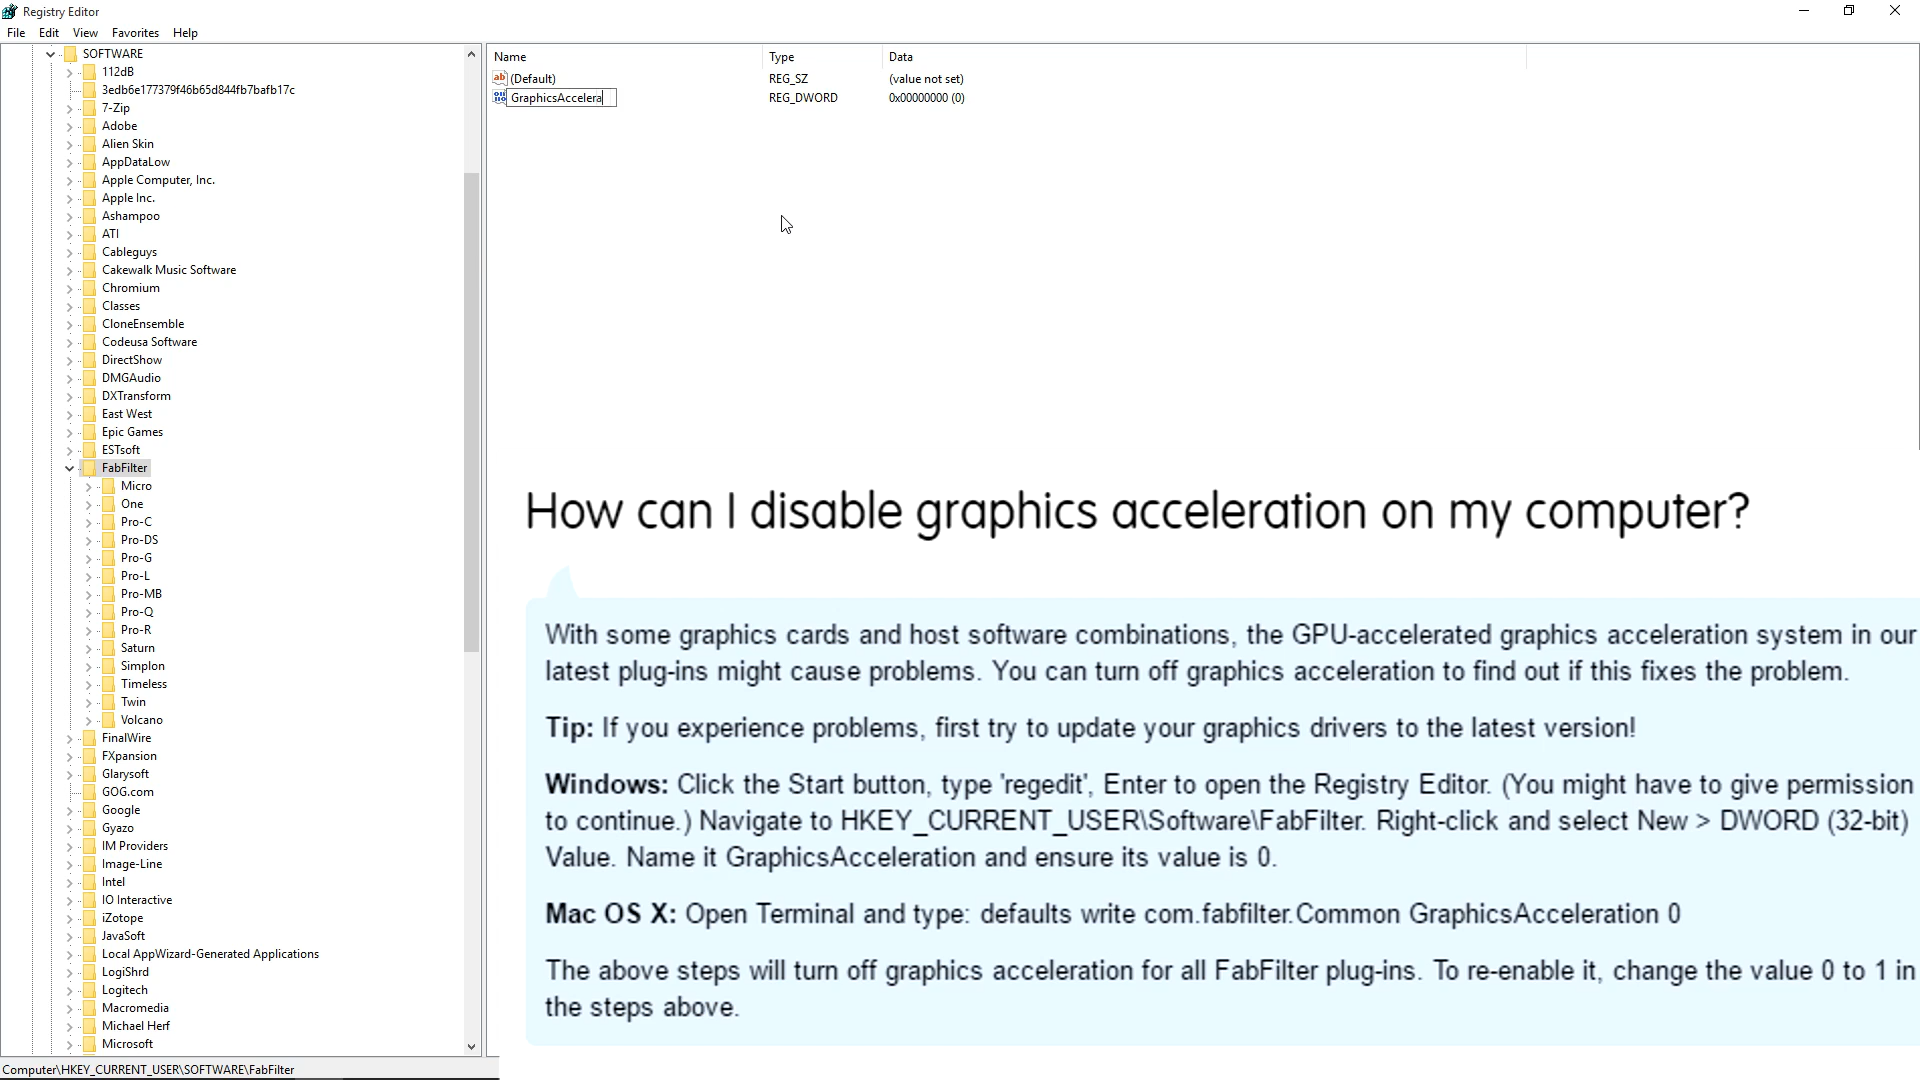 Registry Editor
File Edit View Favorites Help
SOFTWARE
112dB
3edb6e177379f46b65d844fb7bafb17c
7-Zip
Adobe
Alien Skin
AppDataLow
Apple Computer, Inc.
Apple Inc.
Ashampoo
ATI
Cableguys
Cakewalk Music Software
Chromium
Classes
CloneEnsemble
Codeusa Software
DirectShow
DMGAudio
DXTransform
East West
Epic Games
ESTsoft
FabFilter
Micro
One
Pro-C
Pro-DS
Pro-G
Pro-L
Pro-MB
Pro-Q
Pro-R
Saturn
Simplon
Timeless
Twin
Volcano
FinalWire
FXpansion
Glarysoft
GOG.com
Google
Gyazo
IM Providers
Image-Line
Intel
IO Interactive
iZotope
JavaSoft
Local AppWizard-Generated Applications
LogiShrd
Logitech
Macromedia
Michael Herf
Microsoft
Computer\HKEY_CURRENT_USER\SOFTWARE\FabFilter
Name Type Data
(Default) REG_SZ (value not set)
GraphicsAccelera REG_DWORD 0x00000000 (0)
How can I disable graphics acceleration on my computer?
With some graphics cards and host software combinations, the GPU-accelerated graphics acceleration system in our
latest plug-ins might cause problems. You can turn off graphics acceleration to find out if this fixes the problem.
Tip: If you experience problems, first try to update your graphics drivers to the latest version!
Windows: Click the Start button, type 'regedit', Enter to open the Registry Editor. (You might have to give permission
to continue.) Navigate to HKEY_CURRENT_USER\Software\FabFilter. Right-click and select New > DWORD (32-bit)
Value. Name it GraphicsAcceleration and ensure its value is 0.
Mac OS X: Open Terminal and type: defaults write com.fabfilter.Common GraphicsAcceleration 0
The above steps will turn off graphics acceleration for all FabFilter plug-ins. To re-enable it, change the value 0 to 1 in
the steps above.